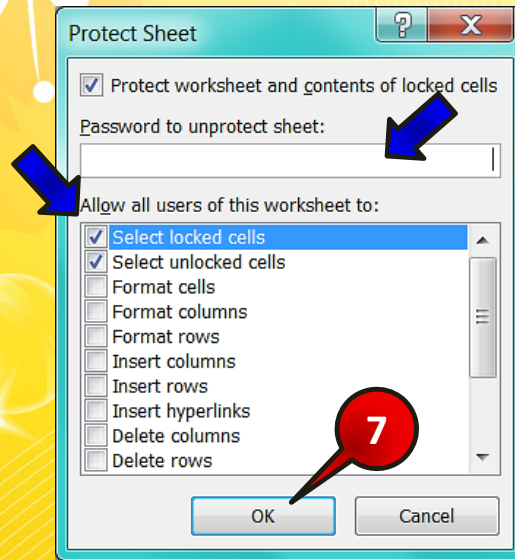 Protect Sheet
?
X
Protect worksheet and contents of locked cells
Password to unprotect sheet:
Allow all users of this worksheet to:
Select locked cells
Select unlocked cells
Format cells
Format columns
Format rows
Insert columns
Insert rows
Insert hyperlinks
Delete columns
Delete rows
7
OK Cancel